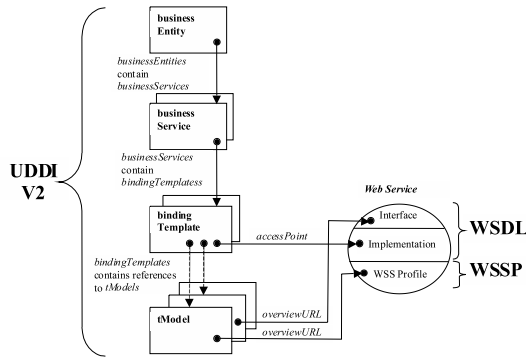 business
Entity
businessEntities
contain
businessServices
business
Service
businessServices
contain
bindingTemplatess
UDDI
V2
binding
Template
accessPoint
bindingTemplates
contains references
to tModels
tModel
overviewURL
overviewURL
Web Service
Interface
Implementation
WSS Profile
WSDL
WSSP